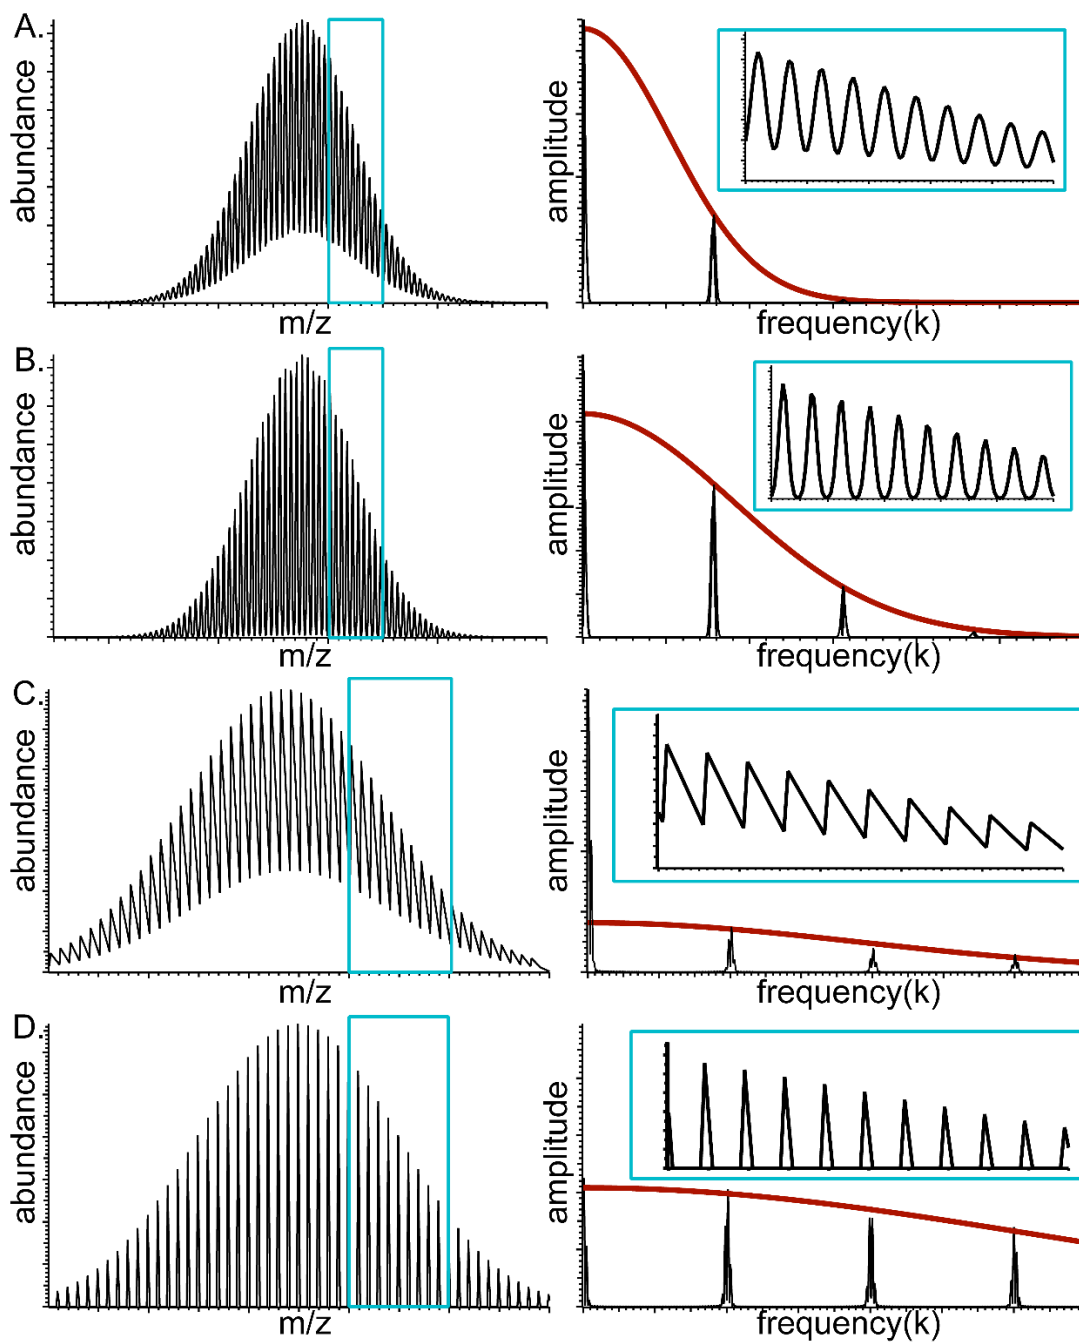 A.
abundance
m/z
amplitude
frequency(k)
B.
abundance
m/z
amplitude
frequency(k)
C.
abundance
m/z
amplitude
frequency(k)
D.
abundance
m/z
amplitude
frequency(k)